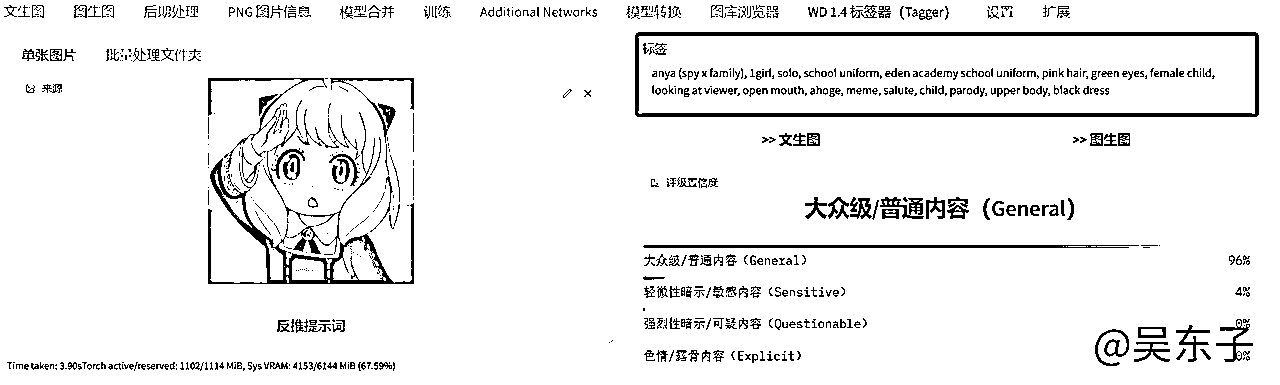 文生图 图生图 后期处理 PNG图片信息 模型合并 训练 Additional Networks 模型转换 图库浏览器 WD 1.4 标签器（Tagger） 设置 扩展
单张图片 批量处理文件夹
来源
标签
anya (spy x family), 1girl, solo, school uniform, eden academy school uniform, pink hair, green eyes, female child,
looking at viewer, open mouth, ahoge, meme, salute, child, parody, upper body, black dress
>> 文生图 >> 图生图
评级置信度
大众级/普通内容（General）
大众级/普通内容（General） 96%
轻微性暗示/敏感内容（Sensitive） 4%
强烈性暗示/可疑内容（Questionable） 0%
色情/露骨内容（Explicit） 0%
反推提示词
Time taken: 3.90sTorch active/reserved: 1102/1114 MiB, Sys VRAM: 4153/6144 MiB (67.59%)
@吴东子